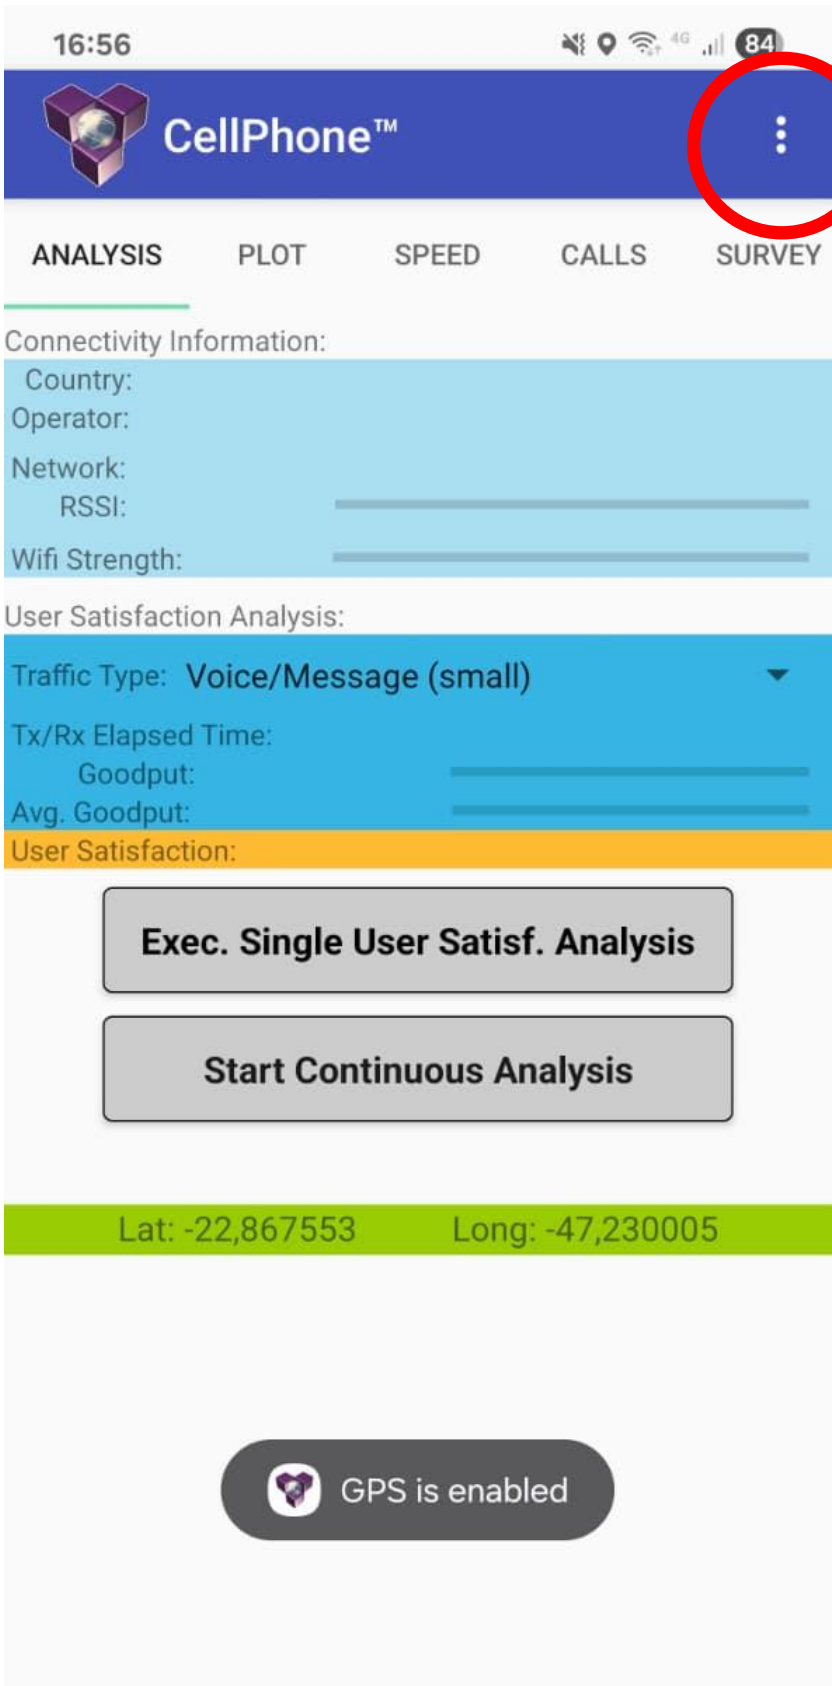 16:56 4G 84
CellPhone™
ANALYSIS PLOT SPEED CALLS SURVEY
Connectivity Information:
Country:
Operator:
Network:
RSSI:
Wifi Strength:
User Satisfaction Analysis:
Traffic Type: Voice/Message (small)
Tx/Rx Elapsed Time:
Goodput:
Avg. Goodput:
User Satisfaction:
Exec. Single User Satisf. Analysis
Start Continuous Analysis
Lat: -22,867553 Long: -47,230005
GPS is enabled